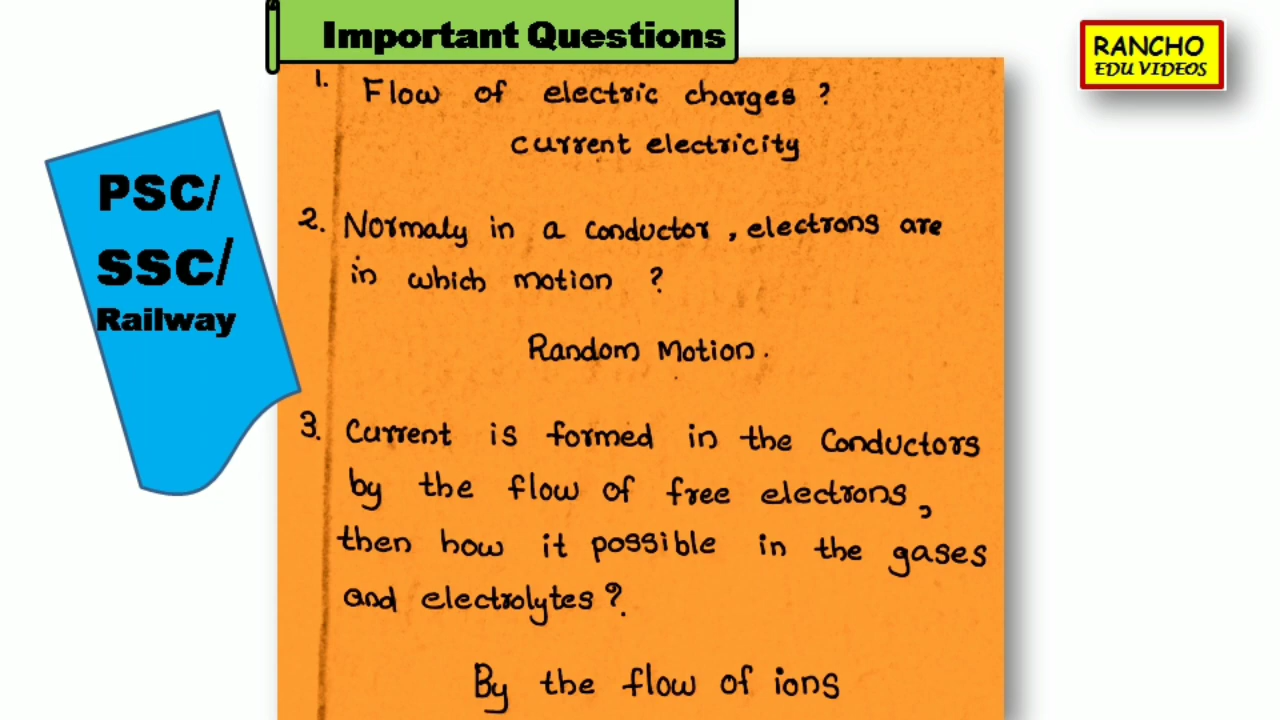 Important Questions
RANCHO
EDU VIDEOS
PSC/
SSC/
Railway
1. Flow of electric charges ?
current electricity
2. Normaly in a conductor , electrons are
in which motion ?
Random Motion.
3. Current is formed in the Conductors
by the flow of free electrons,
then how it possible in the gases
and electrolytes ?
By the flow of ions